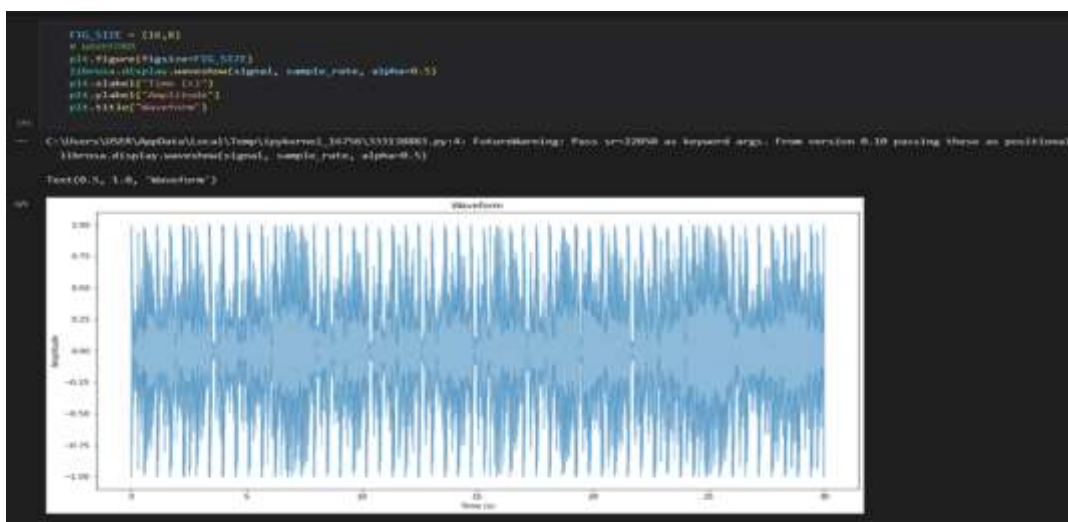 FIG_SIZE = (16,8)
# WAVEFORM
plt.figure(figsize=FIG_SIZE)
librosa.display.waveshow(signal, sample_rate, alpha=0.5)
plt.xlabel("Time (s)")
plt.ylabel("Amplitude")
plt.title("Waveform")
C:\Users\USER\AppData\Local\Temp\ipykernel_ FutureWarning: Pass sr=22050 as keyword args. From version 0.10 passing these as positional
librosa.display.waveshow(signal, sample_rate, alpha=0.5)
Text(0.5, 1.0, 'Waveform')
Waveform
1.00
0.75
0.50
0.25
0.00
−0.25
−0.50
−0.75
−1.00
Amplitude
0 5 10 15 20 25 30
Time (s)